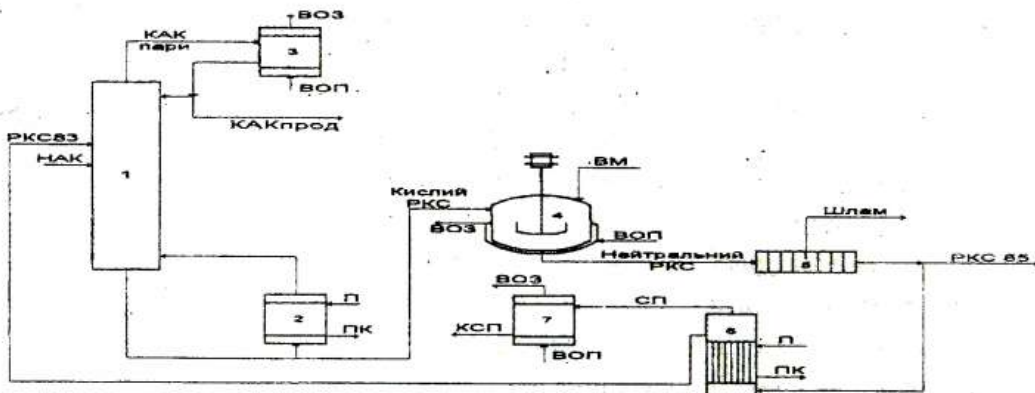 ВОЗ
КАК
пари
3
ВОП
КАКпрод
РКС83
НАК
1
ВМ
Кислий
РКС
4
ВОЗ
ВОП
Шлам
Нейтральний
РКС
5
РКС 65
П
2
ПК
ВОЗ
СП
7
КСП
ВОП
6
П
ПК